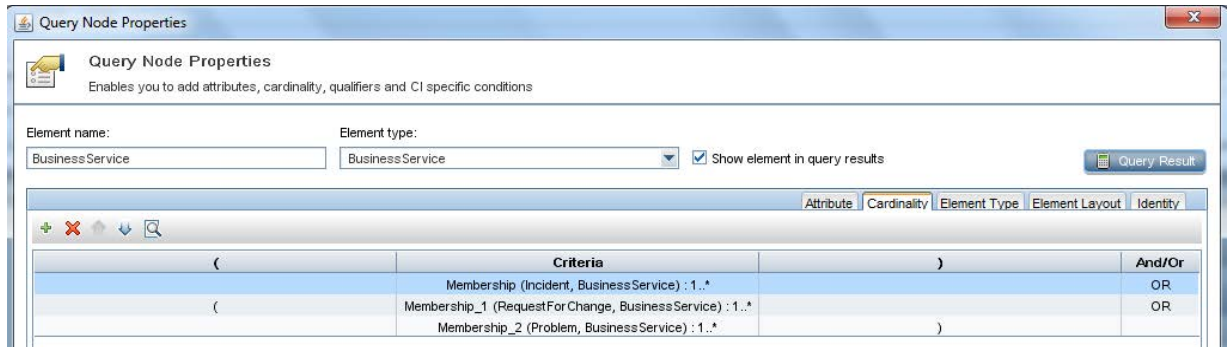 Query Node Properties
Query Node Properties
Enables you to add attributes, cardinality, qualifiers and CI specific conditions
Element name: Element type:
BusinessService BusinessService Show element in query results Query Result
Attribute Cardinality Element Type Element Layout Identity
( Criteria ) And/Or
Membership (Incident, BusinessService) : 1..* OR
( Membership_1 (RequestForChange, BusinessService) : 1..* OR
Membership_2 (Problem, BusinessService) : 1..* )